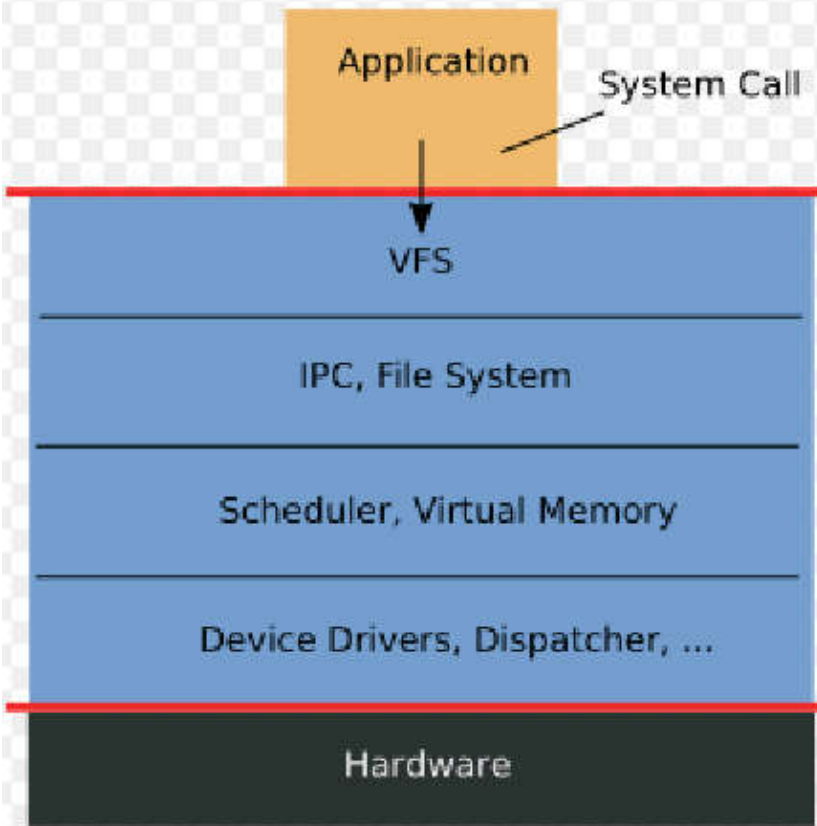 Application
System Call
VFS
IPC, File System
Scheduler, Virtual Memory
Device Drivers, Dispatcher, ...
Hardware